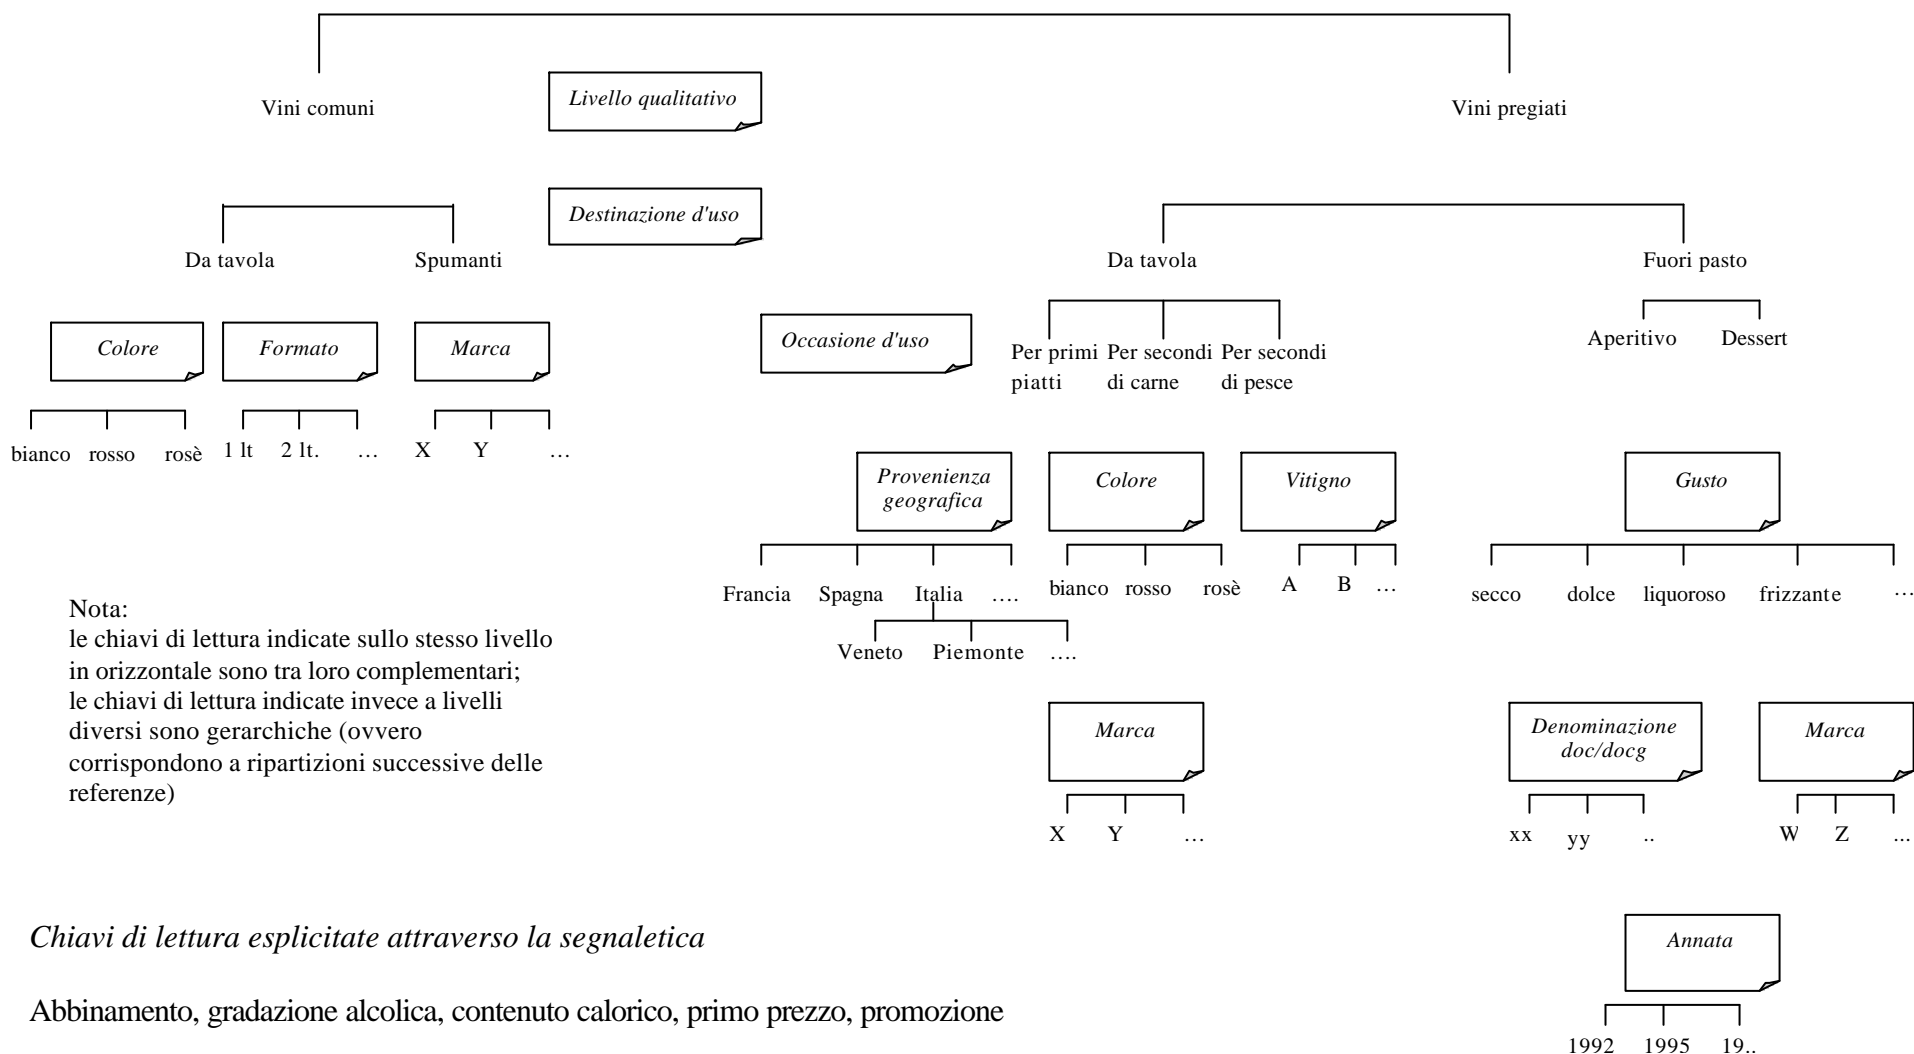 Vini comuni
Livello qualitativo
Vini pregiati
Destinazione d'uso
Da tavola
Spumanti
Da tavola
Fuori pasto
Colore
Formato
Marca
Occasione d'uso
Per primi
piatti
Per secondi
di carne
Per secondi
di pesce
Aperitivo
Dessert
bianco rosso rosè
1 lt 2 lt. …
X Y …
Provenienza
geografica
Colore
Vitigno
Gusto
Francia Spagna Italia ….
bianco rosso rosè
A B …
secco dolce liquoroso frizzante …
Veneto Piemonte ….
Nota:
le chiavi di lettura indicate sullo stesso livello
in orizzontale sono tra loro complementari;
le chiavi di lettura indicate invece a livelli
diversi sono gerarchiche (ovvero
corrispondono a ripartizioni successive delle
referenze)
Marca
Denominazione
doc/docg
Marca
X Y …
xx yy ..
W Z ...
Chiavi di lettura esplicitate attraverso la segnaletica
Annata
Abbinamento, gradazione alcolica, contenuto calorico, primo prezzo, promozione
1992 1995 19..